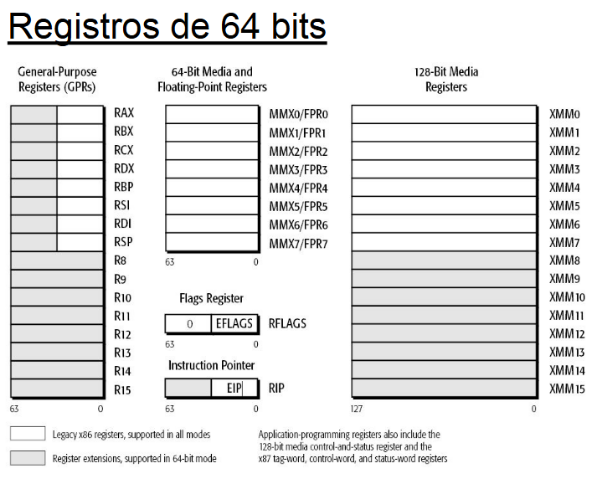 Registros de 64 bits
General-Purpose
Registers (GPRs)
RAX
RBX
RCX
RDX
RBP
RSI
RDI
RSP
R8
R9
R10
R11
R12
R13
R14
R15
63 0
64-Bit Media and
Floating-Point Registers
MMX0/FPR0
MMX1/FPR1
MMX2/FPR2
MMX3/FPR3
MMX4/FPR4
MMX5/FPR5
MMX6/FPR6
MMX7/FPR7
63 0
Flags Register
0 EFLAGS RFLAGS
63 0
Instruction Pointer
EIP RIP
63 0
128-Bit Media
Registers
XMM0
XMM1
XMM2
XMM3
XMM4
XMM5
XMM6
XMM7
XMM8
XMM9
XMM10
XMM11
XMM12
XMM13
XMM14
XMM15
127 0
Legacy x86 registers, supported in all modes
Register extensions, supported in 64-bit mode
Application-programming registers also include the
128-bit media control-and-status register and the
x87 tag-word, control-word, and status-word registers